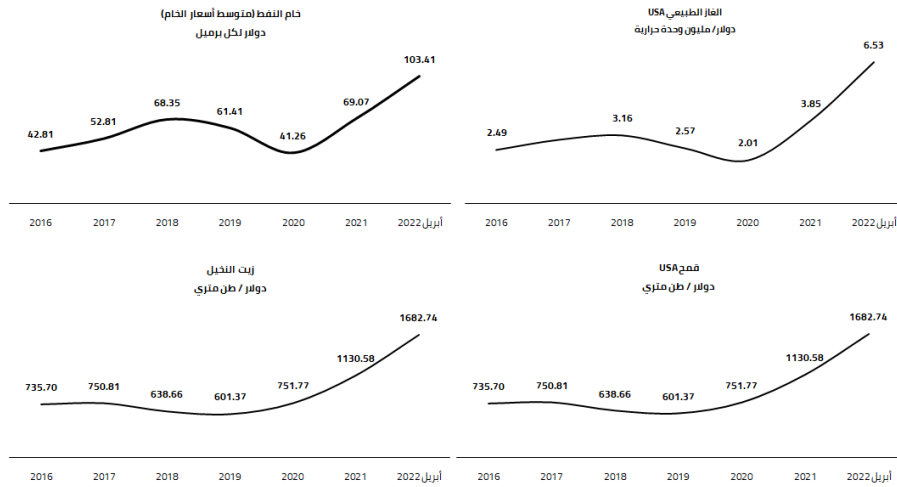 خام النفط (متوسط أسعار الخام)
دولار لكل برميل
42.81
52.81
68.35
61.41
41.26
69.07
103.41
2016 2017 2018 2019 2020 2021 أبريل 2022
الغاز الطبيعي USA
دولار/ مليون وحدة حرارية
2.49
3.16
2.57
2.01
3.85
6.53
2016 2017 2018 2019 2020 2021 أبريل 2022
زيت النخيل
دولار / طن متري
735.70
750.81
638.66
601.37
751.77
1130.58
1682.74
2016 2017 2018 2019 2020 2021 أبريل 2022
قمح USA
دولار / طن متري
735.70
750.81
638.66
601.37
751.77
1130.58
1682.74
2016 2017 2018 2019 2020 2021 أبريل 2022